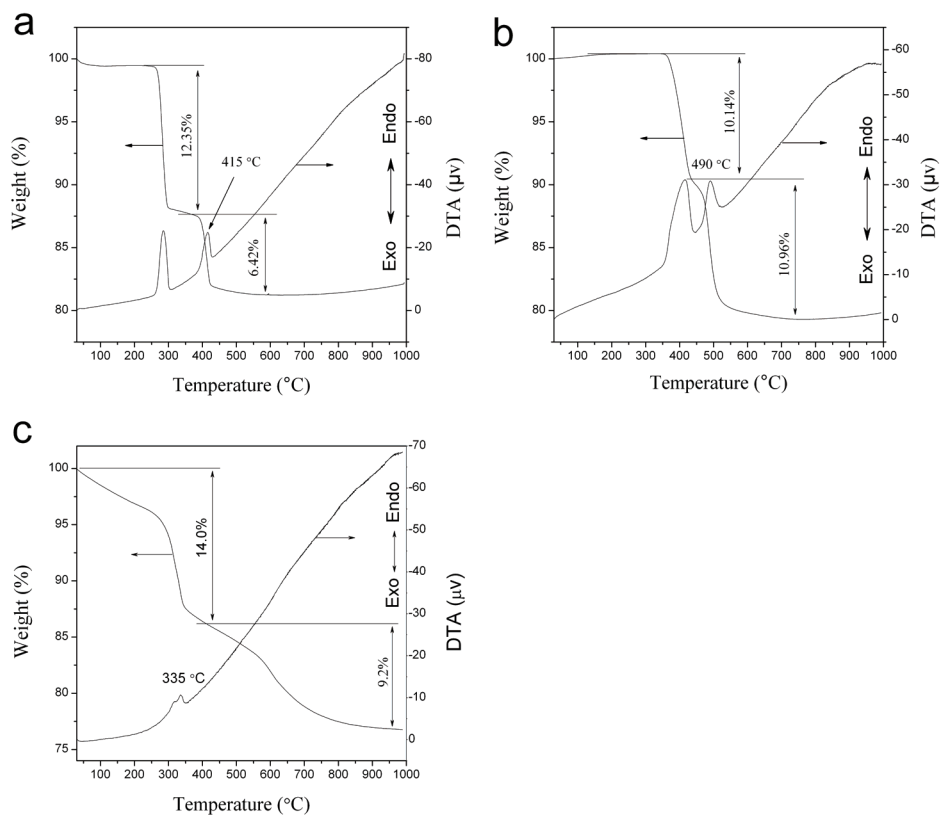 a
100
95
90
85
80
Weight (%)
12.35%
415 °C
6.42%
-80
-60
-40
-20
0
DTA (μv)
Endo
Exo
100 200 300 400 500 600 700 800 900 1000
Temperature (°C)
b
100
95
90
85
80
Weight (%)
10.14%
490 °C
10.96%
-60
-50
-40
-30
-20
-10
0
DTA (μv)
Endo
Exo
100 200 300 400 500 600 700 800 900 1000
Temperature (°C)
c
100
95
90
85
80
75
Weight (%)
14.0%
335 °C
9.2%
-70
-60
-50
-40
-30
-20
-10
0
DTA (μv)
Endo
Exo
100 200 300 400 500 600 700 800 900 1000
Temperature (°C)